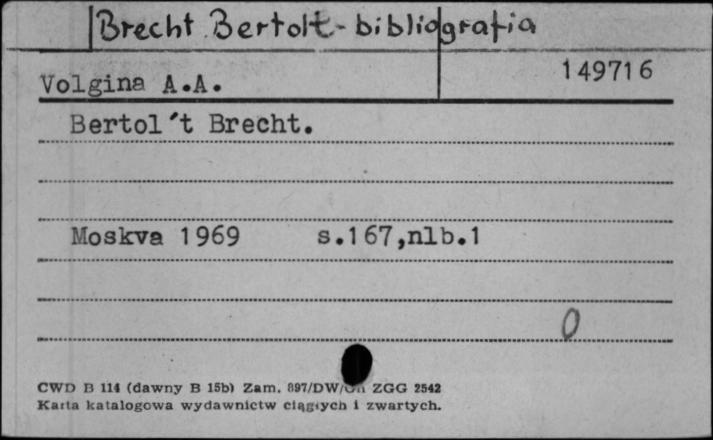 Brecht Bertolt - bibliografia
149716
Volgina A.A.
Bertol't Brecht.
Moskva 1969 s.167,nlb.1
0
CWD B 114 (dawny B 15b) Zam. 897/DW/ ZGG 2542
Karta katalogowa wydawnictw ciągłych i zwartych.